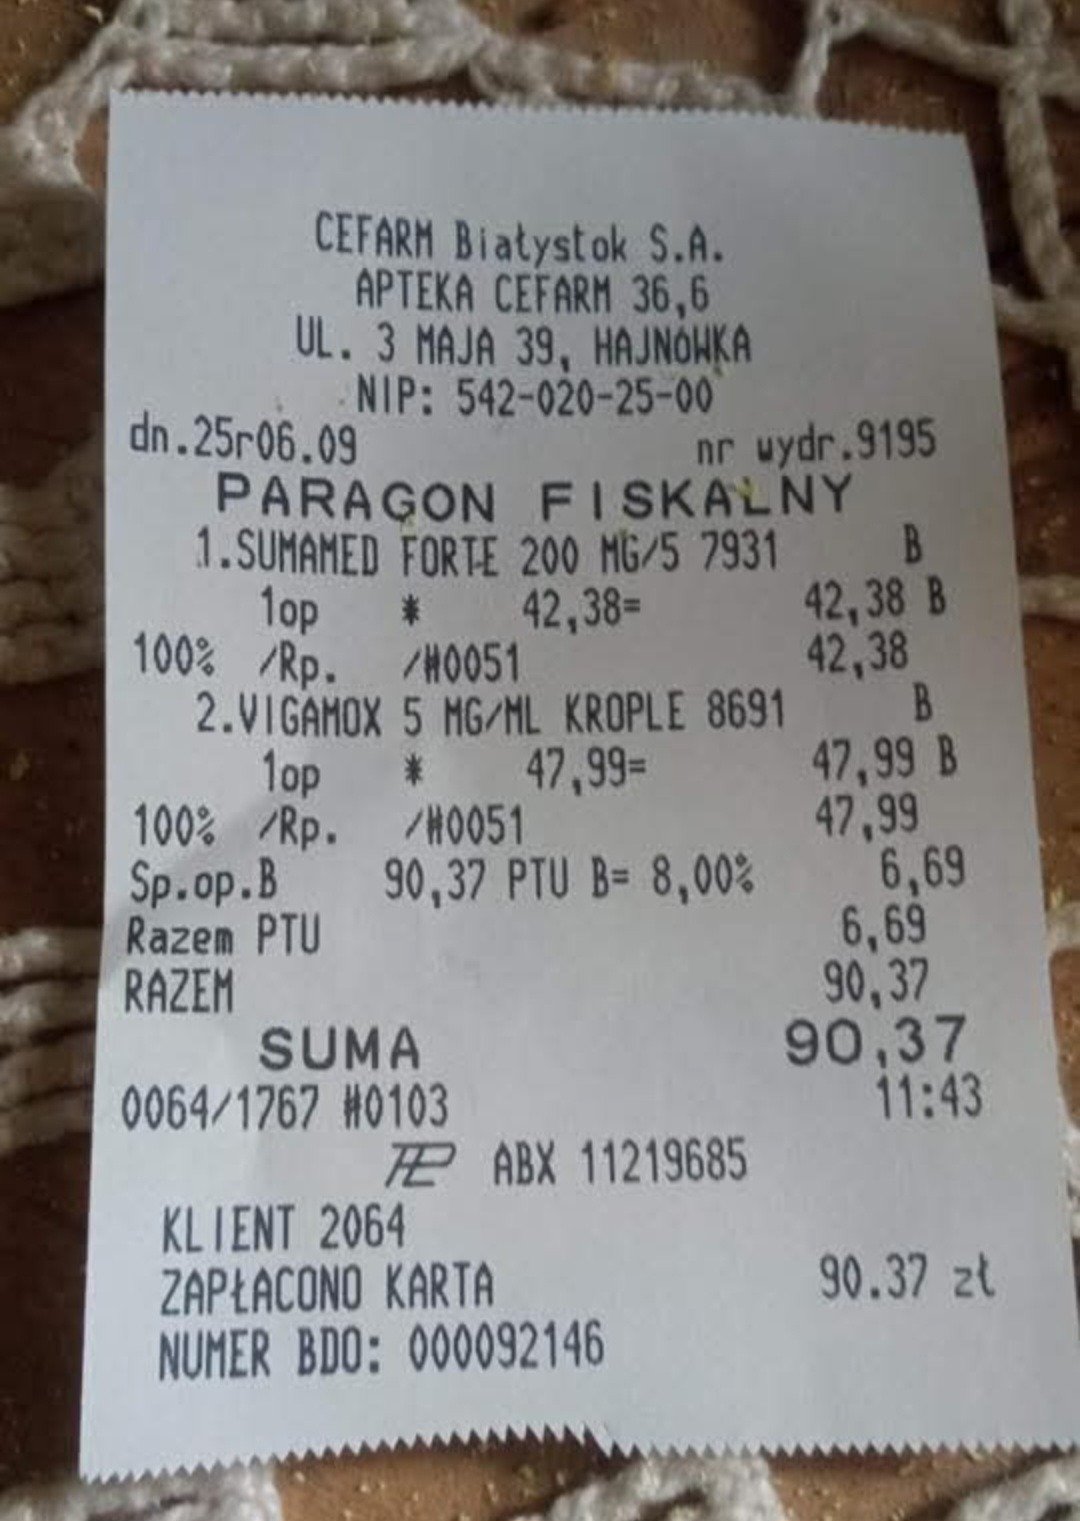 CEFARM Białystok S.A.
APTEKA CEFARM 36,6
UL. 3 MAJA 39, HAJNÓWKA
NIP: 542-020-25-00
dn.25r06.09 nr wydr.9195
PARAGON FISKALNY
1.SUMAMED FORTE 200 MG/5 7931 B
1op * 42,38= 42,38 B
100% /Rp. /#0051 42,38
2.VIGAMOX 5 MG/ML KROPLE 8691 B
1op * 47,99= 47,99 B
100% /Rp. /#0051 47,99
Sp.op.B 90,37 PTU B= 8,00% 6,69
Razem PTU 6,69
RAZEM 90,37
SUMA 90,37
0064/1767 #0103 11:43
ABX 11219685
KLIENT 2064
ZAPŁACONO KARTA 90.37 zł
NUMER BDO: 000092146